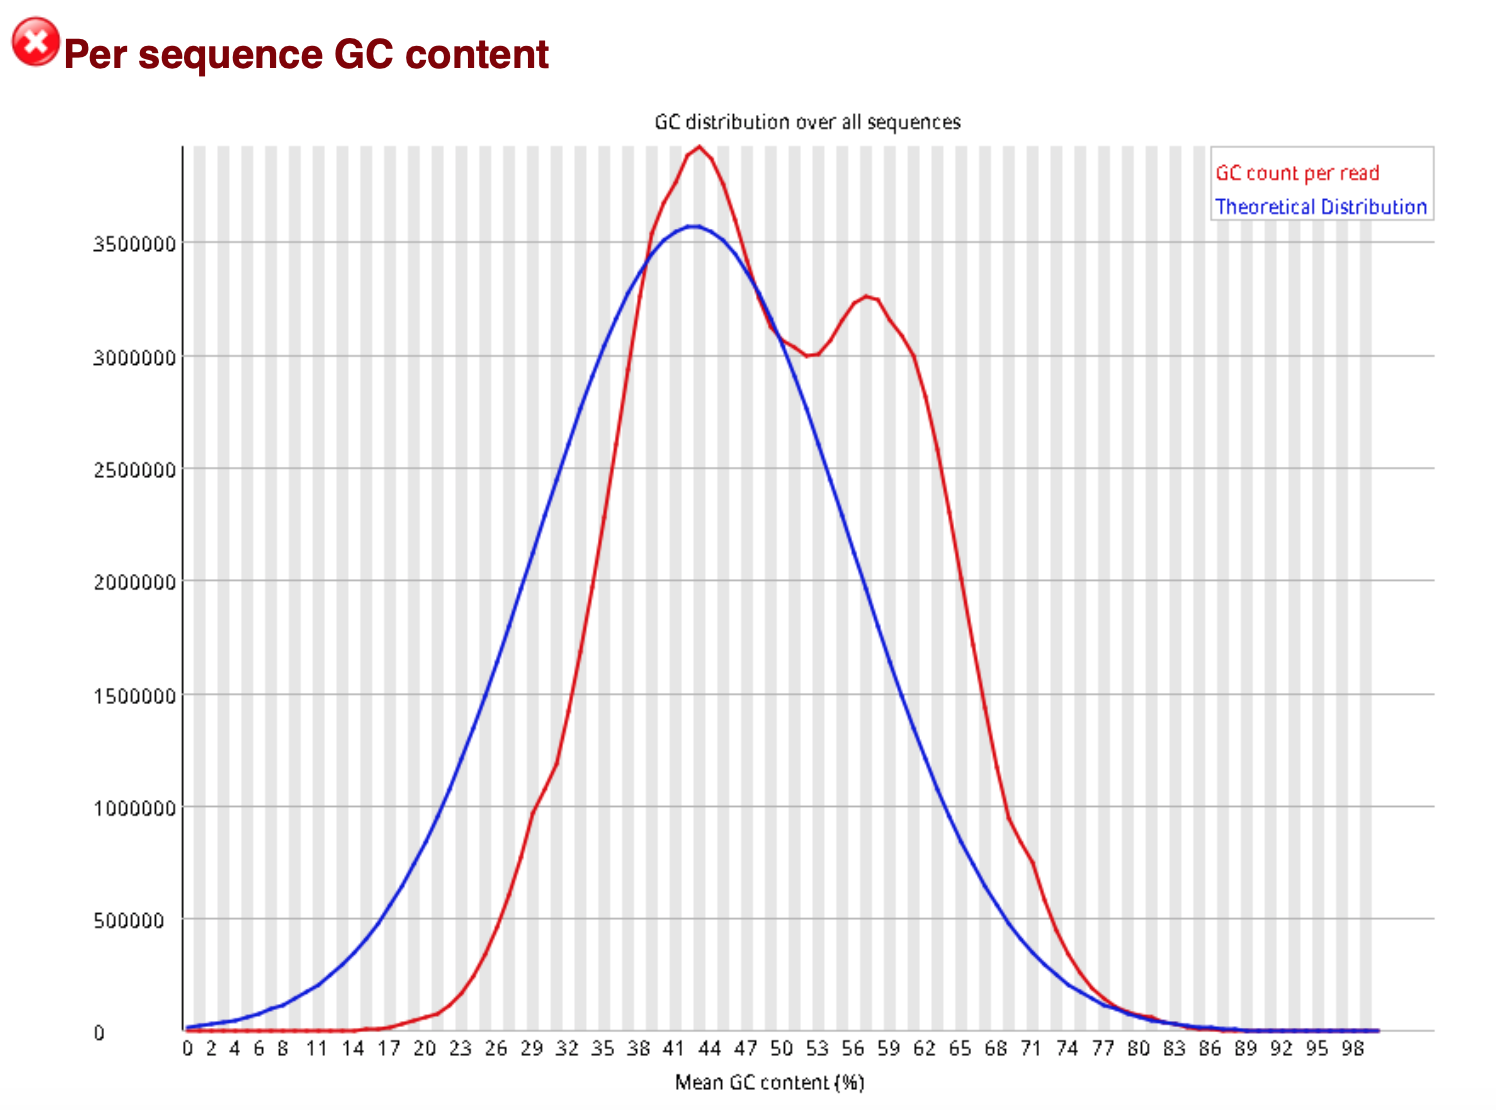 Per sequence GC content
GC distribution over all sequences
GC count per read
Theoretical Distribution
3500000
3000000
2500000
2000000
1500000
1000000
500000
0
0 2 4 6 8 11 14 17 20 23 26 29 32 35 38 41 44 47 50 53 56 59 62 65 68 71 74 77 80 83 86 89 92 95 98
Mean GC content (%)